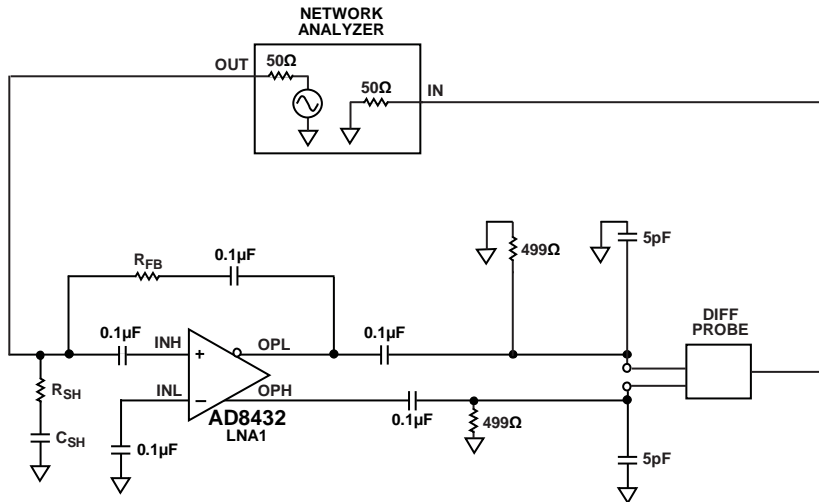 NETWORK
ANALYZER
OUT
50Ω
50Ω
IN
RFB
0.1µF
499Ω
5pF
DIFF
PROBE
0.1µF
INH
+
OPL
0.1µF
RSH
INL
–
OPH
AD8432
LNA1
0.1µF
499Ω
CSH
0.1µF
5pF